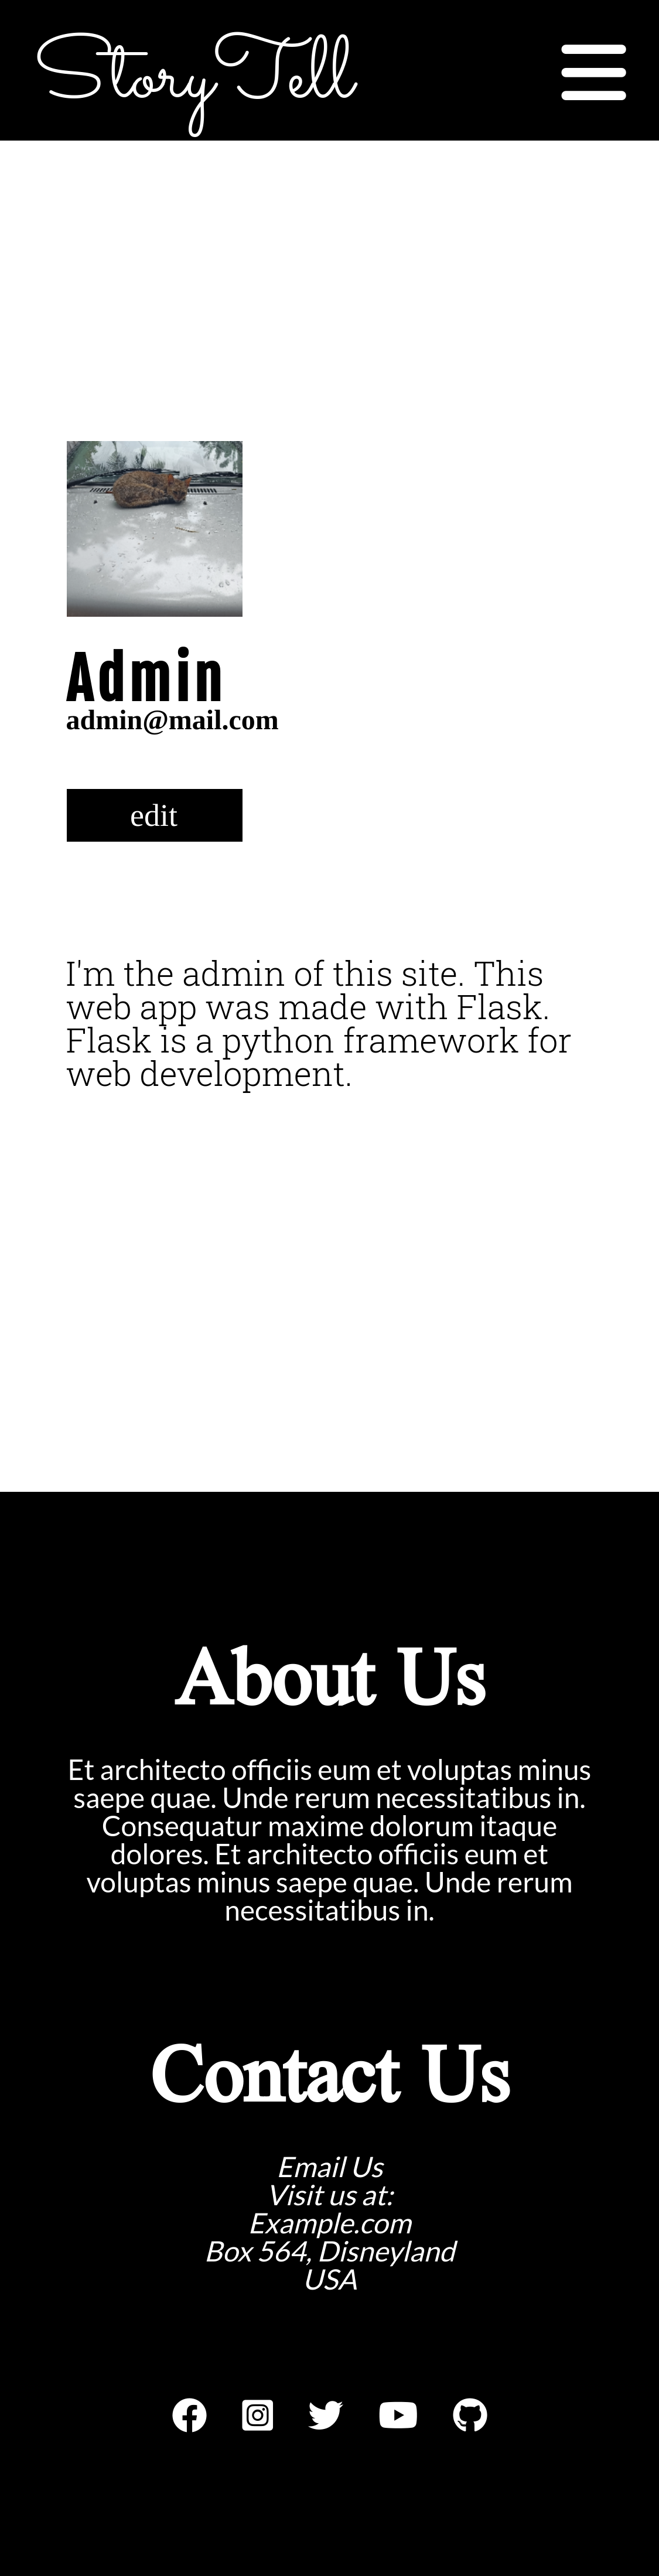 StoryTell
Admin
admin@mail.com
edit
I'm the admin of this site. This
web app was made with Flask.
Flask is a python framework for
web development.
About Us
Et architecto officiis eum et voluptas minus
saepe quae. Unde rerum necessitatibus in.
Consequatur maxime dolorum itaque
dolores. Et architecto officiis eum et
voluptas minus saepe quae. Unde rerum
necessitatibus in.
Contact Us
Email Us
Visit us at:
Example.com
Box 564, Disneyland
USA